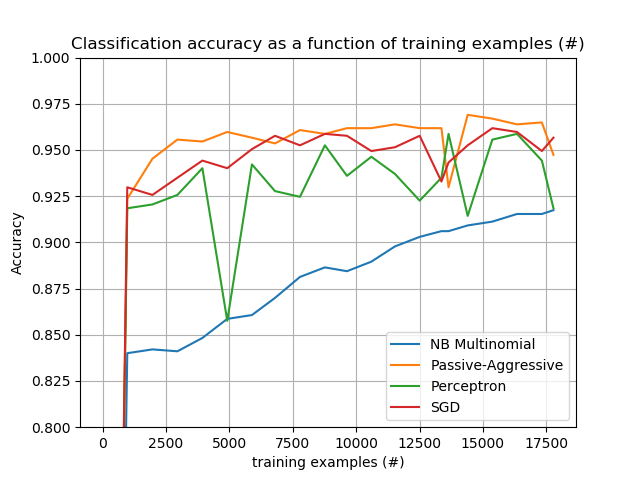 Classification accuracy as a function of training examples (#)
1.000
0.975
0.950
0.925
0.900
0.875
0.850
0.825
0.800
Accuracy
NB Multinomial
Passive-Aggressive
Perceptron
SGD
0
2500
5000
7500
10000
12500
15000
17500
training examples (#)